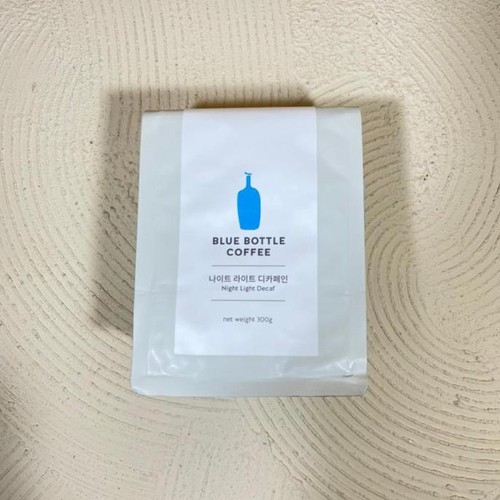 BLUE BOTTLE
COFFEE
나이트 라이트 디카페인
Night Light Decaf
net weight 300g